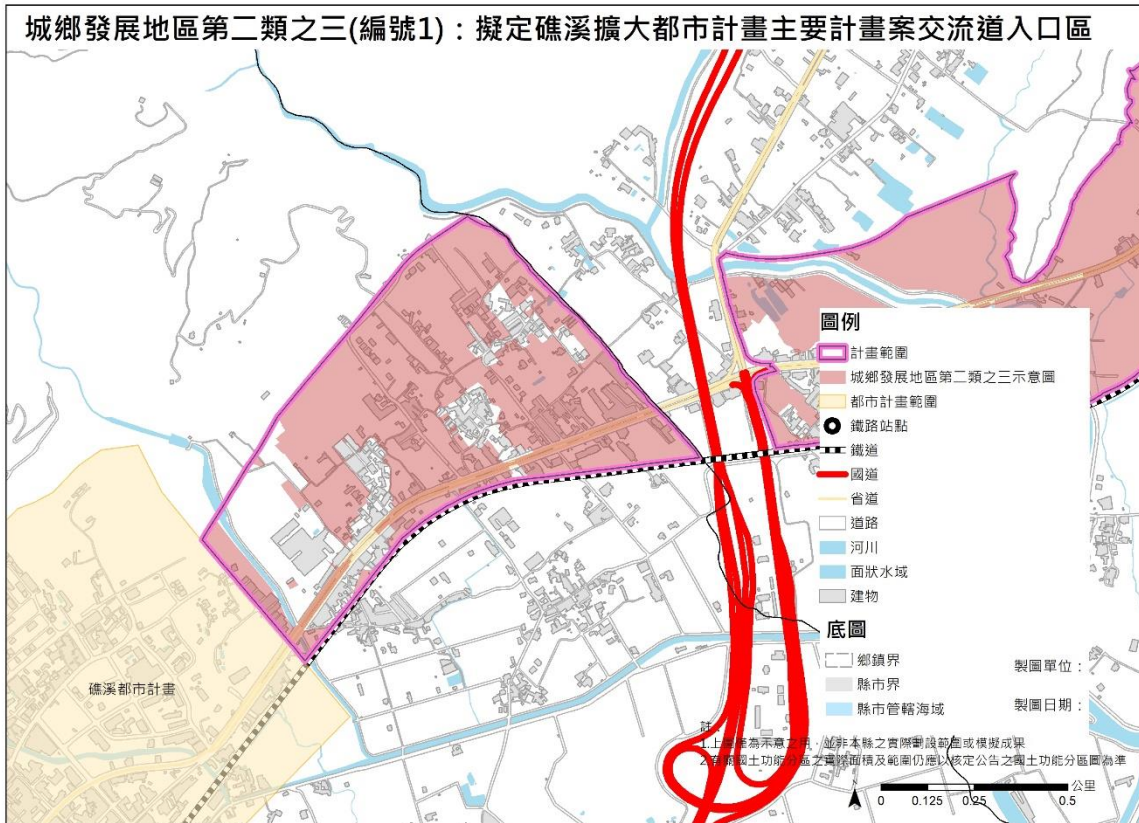 城鄉發展地區第二類之三(編號1)：擬定礁溪擴大都市計畫主要計畫案交流道入口區
圖例
計畫範圍
城鄉發展地區第二類之三示意圖
都市計畫範圍
鐵路站點
鐵道
國道
省道
道路
河川
面狀水域
建物
底圖
鄉鎮界
縣市界
縣市管轄海域
製圖單位：
製圖日期：
礁溪都市計畫
註
1.上圖僅為示意之用，並非本縣之實際劃設範圍或模擬成果
2.有關國土功能分區之實際面積及範圍仍應以核定公告之國土功能分區圖為準
公里
0 0.125 0.25 0.5